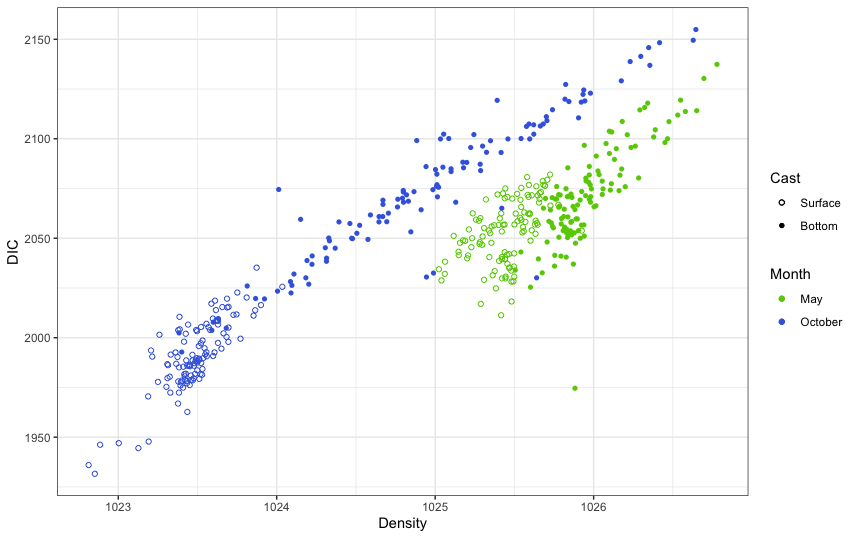 2150
2100
2050
2000
1950
DIC
1023
1024
1025
1026
Density
Cast
Surface
Bottom
Month
May
October